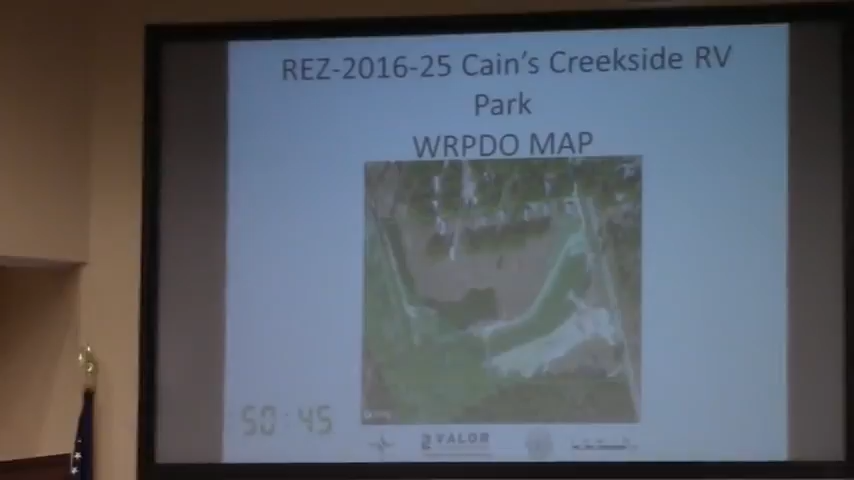 REZ-2016-25 Cain's Creekside RV
Park
WRPDO MAP
50:45
VALOR